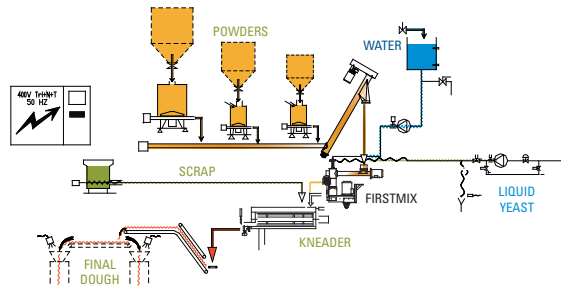 POWDERS
WATER
400V Tri+N+T
50 HZ
SCRAP
FIRSTMIX
LIQUID
YEAST
KNEADER
FINAL
DOUGH